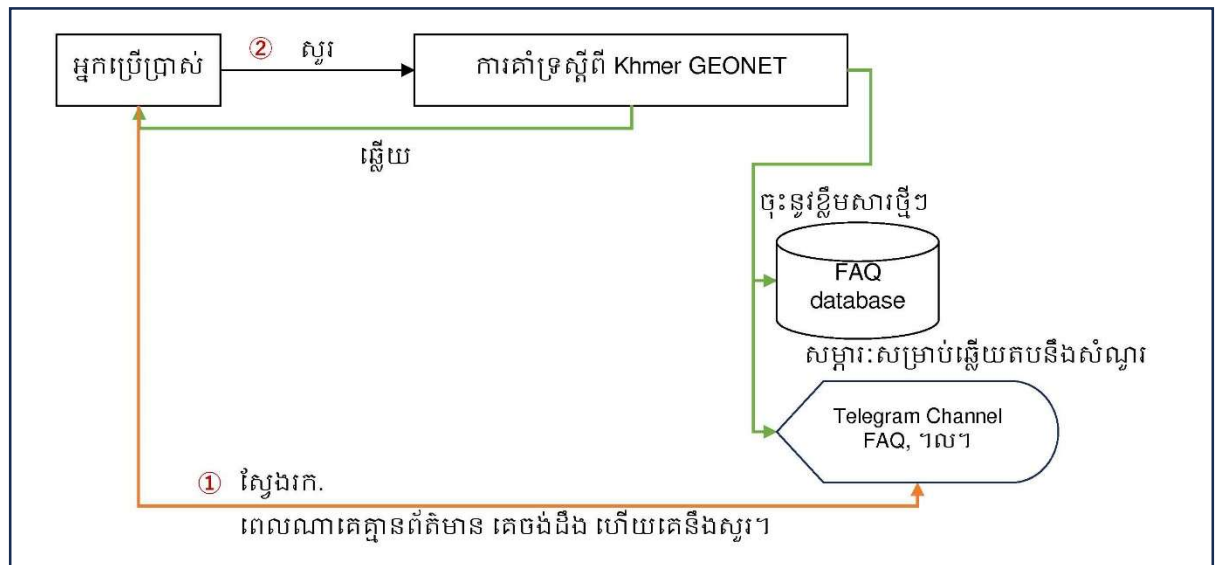 អ្នកប្រើប្រាស់
② សួរ
ការគាំទ្រស្តីពី Khmer GEONET
ឆ្លើយ
ចុះនូវខ្លឹមសារថ្មីៗ
FAQ
database
សម្ភារៈសម្រាប់ឆ្លើយតបនឹងសំណួរ
Telegram Channel
FAQ, ។ល។
① ស្វែងរក.
ពេលណាគេគ្មានព័ត៌មាន គេចង់ដឹង ហើយគេនឹងសួរ។